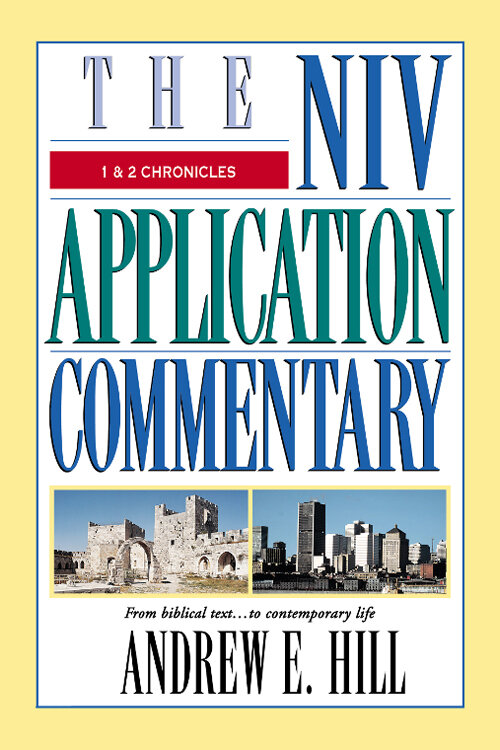 THE NIV
1 & 2 CHRONICLES
APPLICATION
COMMENTARY
From biblical text...to contemporary life
ANDREW E. HILL